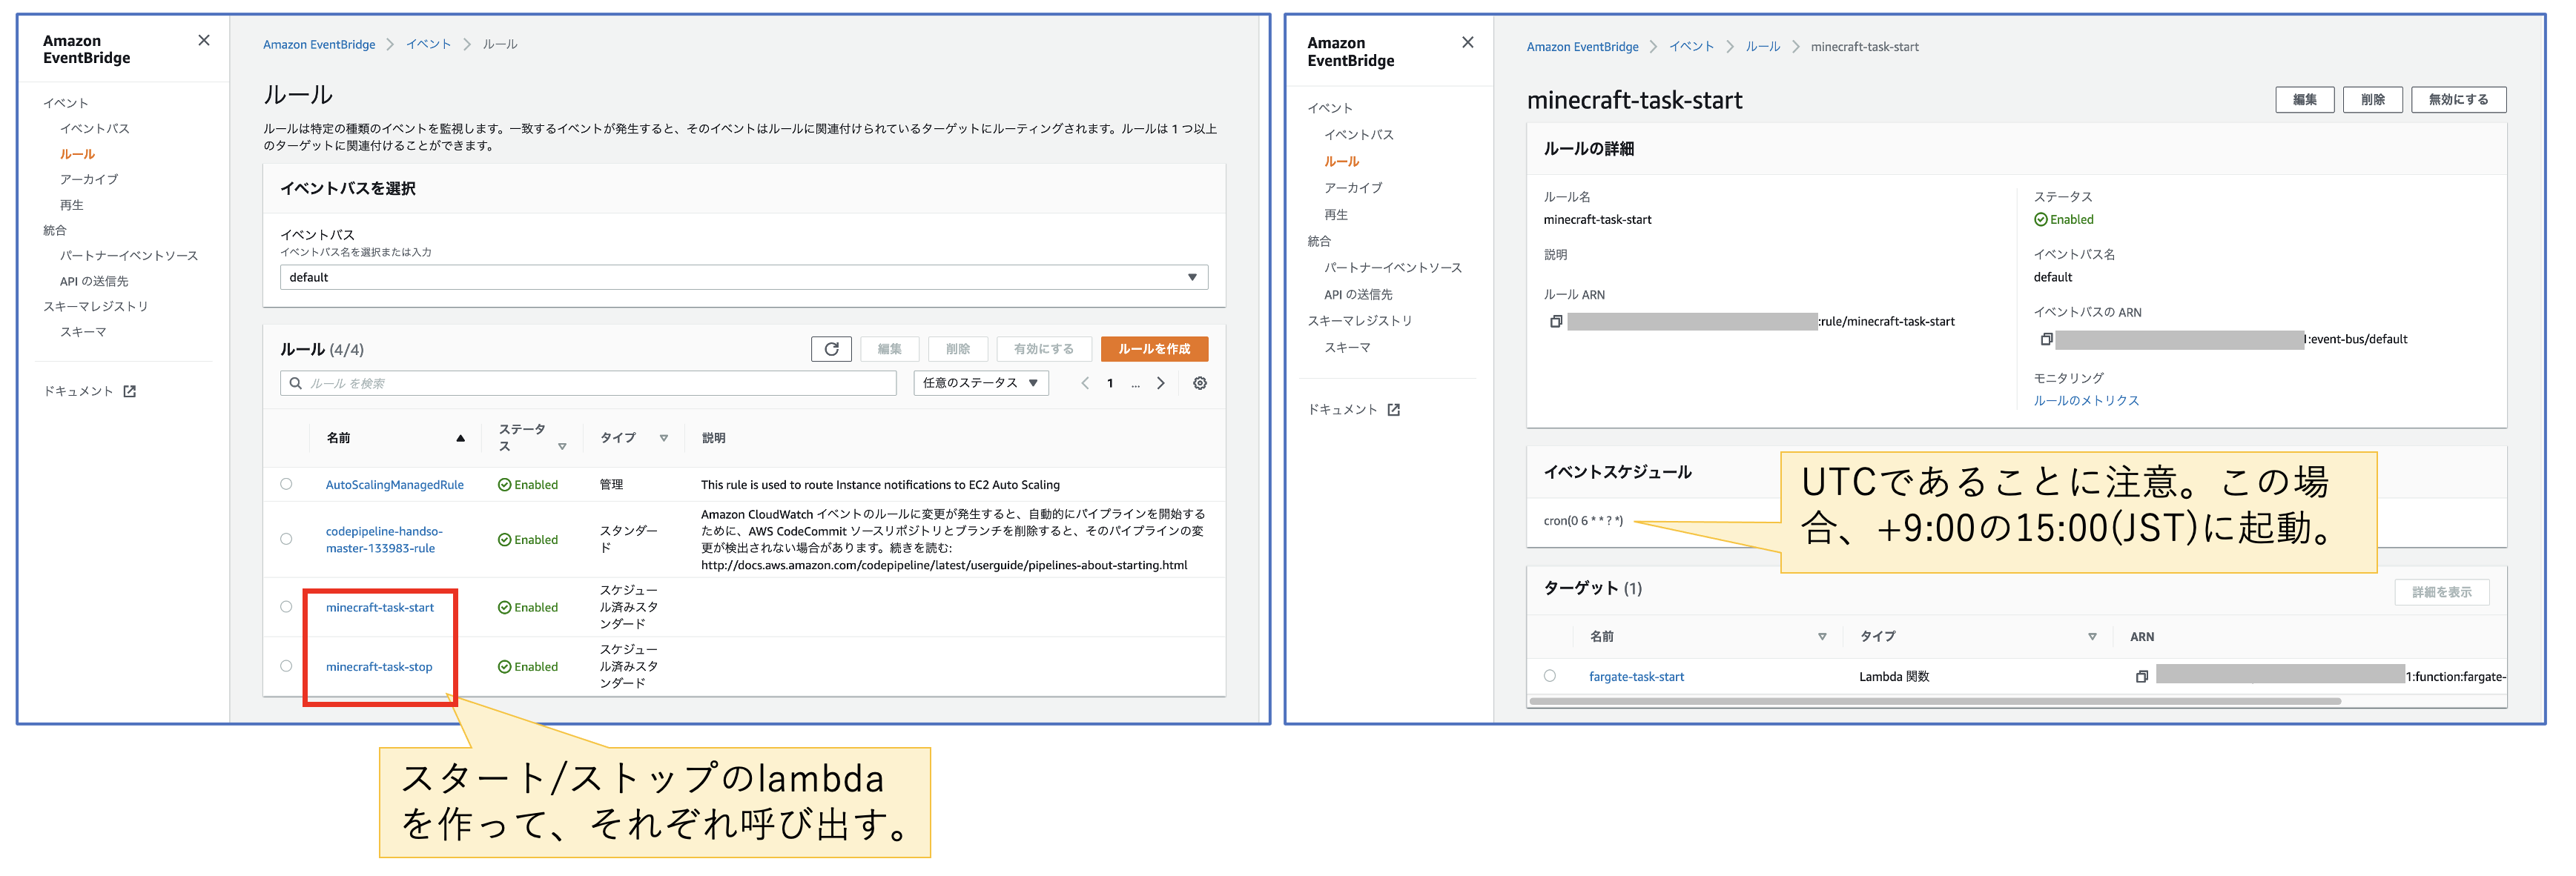 Amazon
EventBridge
イベント
イベントバス
ルール
アーカイブ
再生
統合
パートナーイベントソース
API の送信先
スキーマレジストリ
スキーマ
ドキュメント
Amazon EventBridge
イベント
ルール
ルール
ルールは特定の種類のイベントを監視します。一致するイベントが発生すると、そのイベントはルールに関連付けられているターゲットにルーティングされます。ルールは 1 つ以上
のターゲットに関連付けることができます。
イベントバスを選択
イベントバス
イベントバス名を選択または入力
default
ルール (4/4)
編集
削除
有効にする
ルールを作成
ルール を検索
任意のステータス
1
...
名前
ステータ
ス
タイプ
説明
AutoScalingManagedRule
Enabled
管理
This rule is used to route Instance notifications to EC2 Auto Scaling
codepipeline-handso-
master-133983-rule
Enabled
スタンダー
ド
Amazon CloudWatch イベントのルールに変更が発生すると、自動的にパイプラインを開始する
ために、AWS CodeCommit ソースリポジトリとブランチを削除すると、そのパイプラインの変
更が検出されない場合があります。続きを読む:
http://docs.aws.amazon.com/codepipeline/latest/userguide/pipelines-about-starting.html
minecraft-task-start
Enabled
スケジュー
ル済みスタ
ンダード
minecraft-task-stop
Enabled
スケジュー
ル済みスタ
ンダード
スタート/ストップのlambda
を作って、それぞれ呼び出す。
Amazon
EventBridge
イベント
イベントバス
ルール
アーカイブ
再生
統合
パートナーイベントソース
API の送信先
スキーマレジストリ
スキーマ
ドキュメント
Amazon EventBridge
イベント
ルール
minecraft-task-start
minecraft-task-start
編集
削除
無効にする
ルールの詳細
ルール名
minecraft-task-start
説明
ルール ARN
:rule/minecraft-task-start
ステータス
Enabled
イベントバス名
default
イベントバスの ARN
:event-bus/default
モニタリング
ルールのメトリクス
イベントスケジュール
cron(0 6 * * ? *)
UTCであることに注意。この場
合、+9:00の15:00(JST)に起動。
ターゲット (1)
詳細を表示
名前
タイプ
ARN
fargate-task-start
Lambda 関数
1:function:fargate-